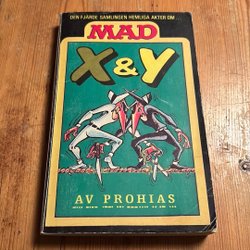 DEN FJÄRDE SAMLINGEN HEMLIGA AKTER OM...
MAD
X & Y
AV PROHIAS